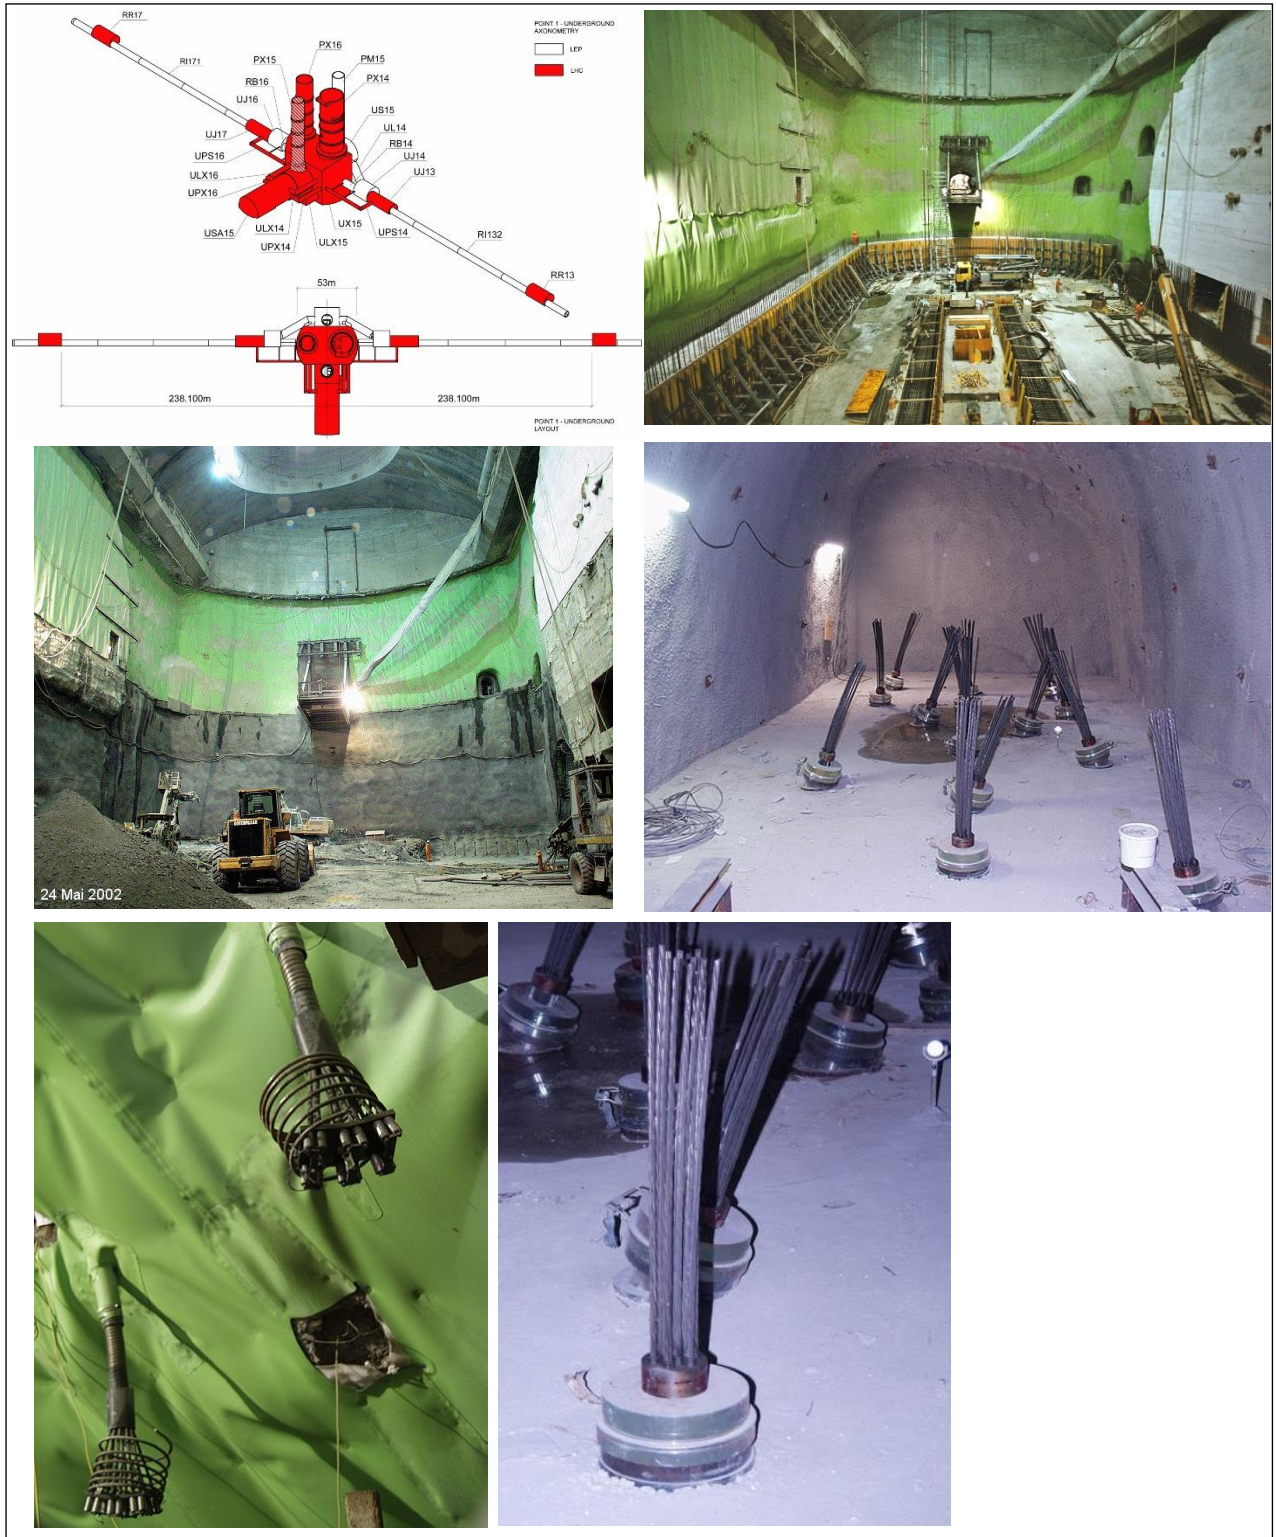 RR17
POINT 1 - UNDERGROUND
AXONOMETRY
LEP
LHC
PX16
PX15
PM15
RI171
PX14
RB16
UJ16
US15
UL14
UJ17
RB14
UPS16
UJ14
ULX16
UJ13
UPX16
USA15
ULX14
UX15
UPS14
RI132
UPX14
ULX15
RR13
53m
238.100m
238.100m
POINT 1 - UNDERGROUND
LAYOUT
24 Mai 2002
CATERPILLAR